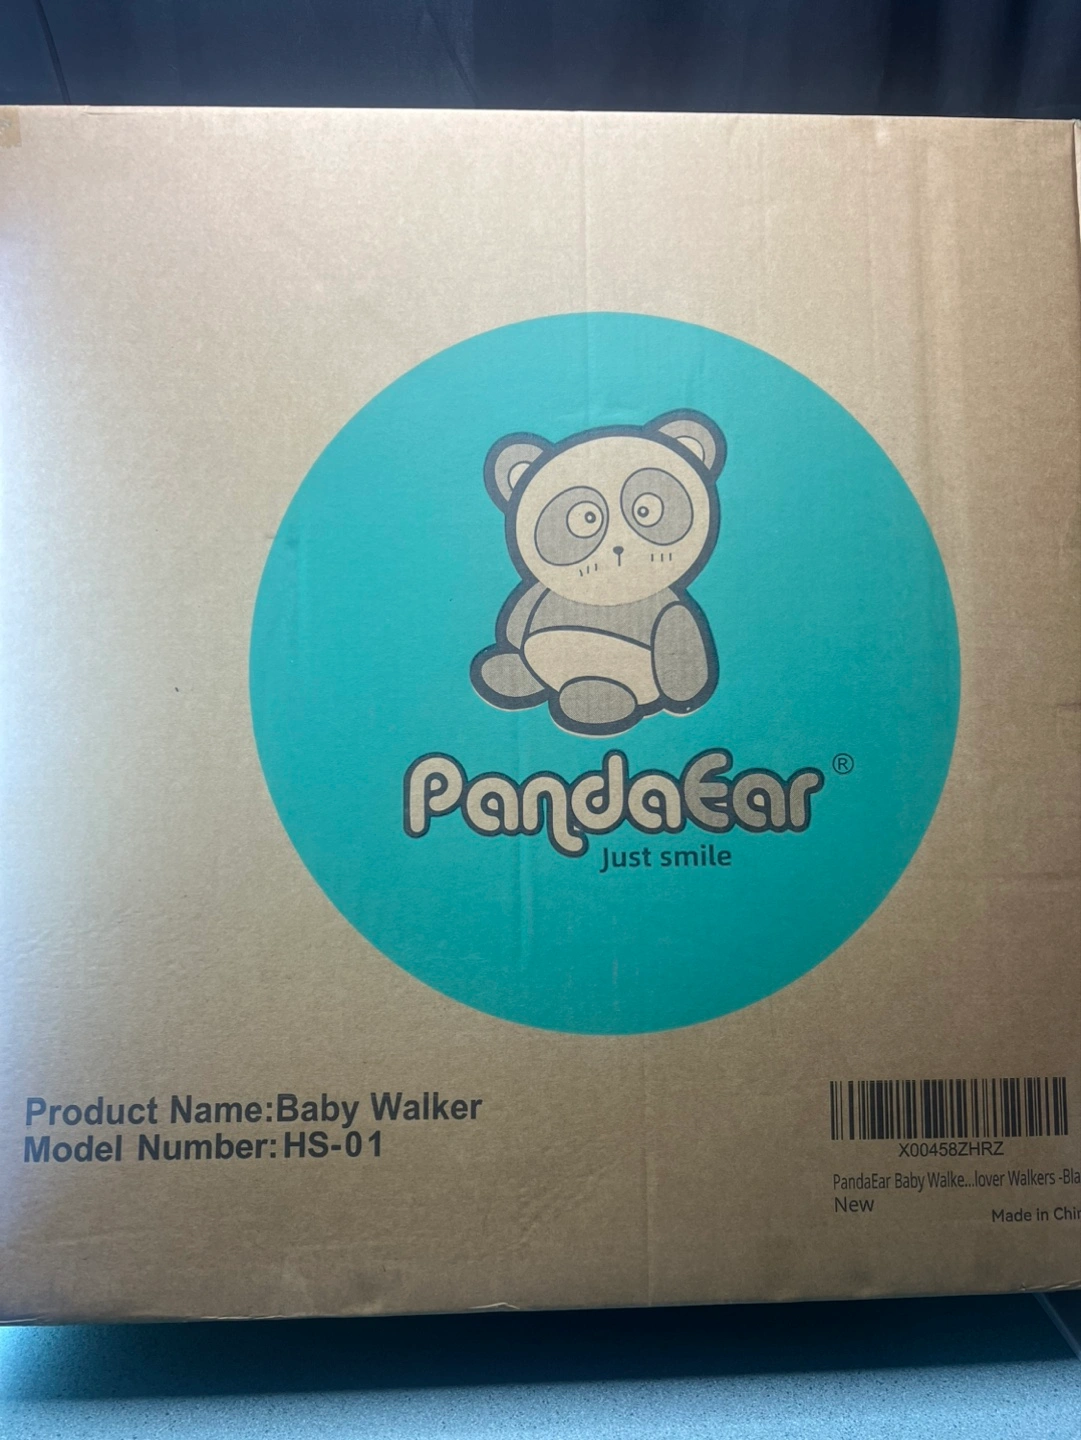 PandaEar®
Just smile
Product Name:Baby Walker
Model Number: HS-01
X00458ZHRZ
PandaEar Baby Walke...lover Walkers -Bla
New
Made in